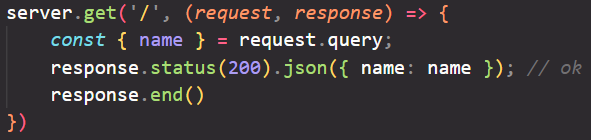 server.get('/', (request, response) => {
    const { name } = request.query;
    response.status(200).json({ name: name }); // ok
    response.end()
})